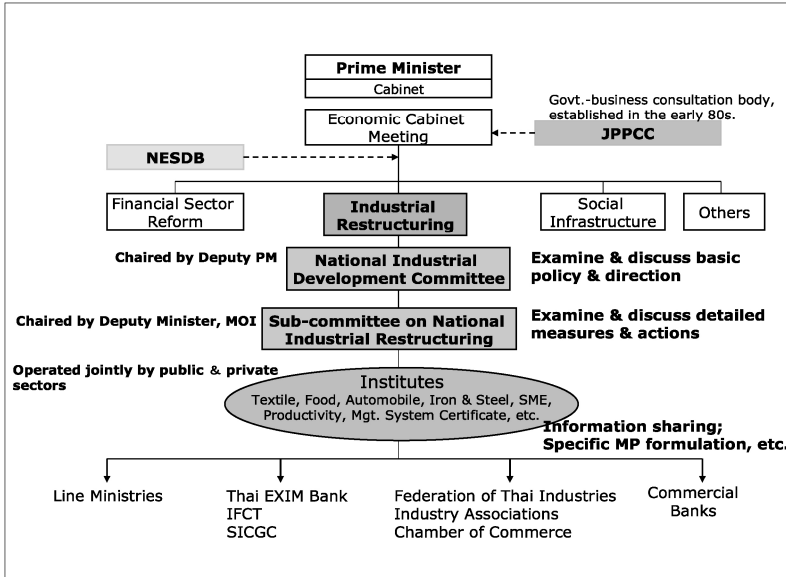 Prime Minister
Cabinet
Economic Cabinet
Meeting
Govt.-business consultation body,
established in the early 80s.
JPPCC
NESDB
Financial Sector
Reform
Industrial
Restructuring
Social
Infrastructure
Others
Chaired by Deputy PM
National Industrial
Development Committee
Examine & discuss basic
policy & direction
Chaired by Deputy Minister, MOI
Sub-committee on National
Industrial Restructuring
Examine & discuss detailed
measures & actions
Operated jointly by public & private
sectors
Institutes
Textile, Food, Automobile, Iron & Steel, SME,
Productivity, Mgt. System Certificate, etc.
Information sharing;
Specific MP formulation, etc.
Line Ministries
Thai EXIM Bank
IFCT
SICGC
Federation of Thai Industries
Industry Associations
Chamber of Commerce
Commercial
Banks